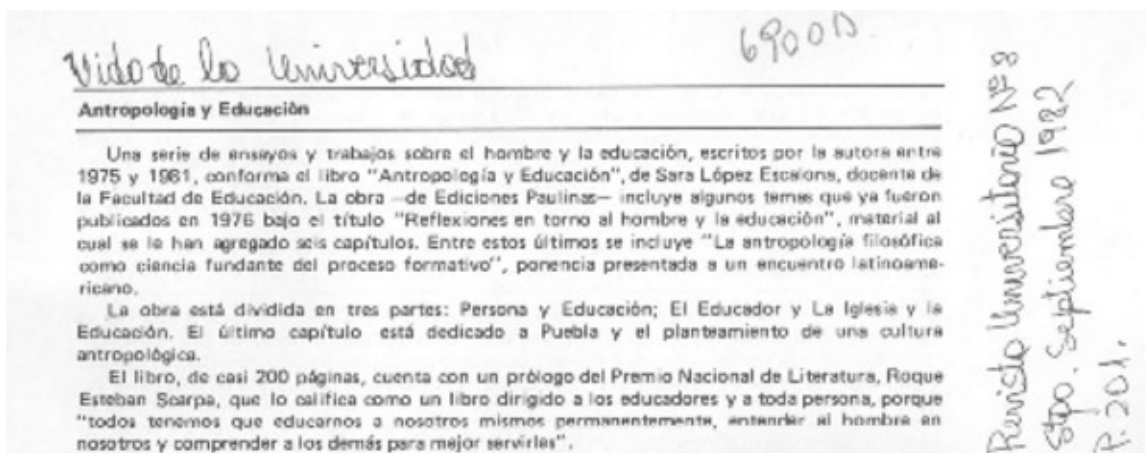 Vida de la Universidad
6900D
Antropología y Educación
Una serie de ensayos y trabajos sobre el hombre y la educación, escritos por la autora entre
1975 y 1981, conforma el libro "Antropología y Educación", de Sara López Escalona, docente de
la Facultad de Educación. La obra —de Ediciones Paulinas— incluye algunos temas que ya fueron
publicados en 1976 bajo el título "Reflexiones en torno al hombre y la educación", material al
cual se le han agregado seis capítulos. Entre estos últimos se incluye "La antropología filosófica
como ciencia fundante del proceso formativo", ponencia presentada a un encuentro latinoame-
ricano.
La obra está dividida en tres partes: Persona y Educación; El Educador y La Iglesia y la
Educación. El último capítulo está dedicado a Puebla y el planteamiento de una cultura
antropológica.
El libro, de casi 200 páginas, cuenta con un prólogo del Premio Nacional de Literatura, Roque
Esteban Scarpa, que lo califica como un libro dirigido a los educadores y a toda persona, porque
"todos tenemos que educarnos a nosotros mismos permanentemente, entender al hombre en
nosotros y comprender a los demás para mejor servirles".
Revista Universitaria Nº 8
Stgo. Septiembre 1982
P. 201.